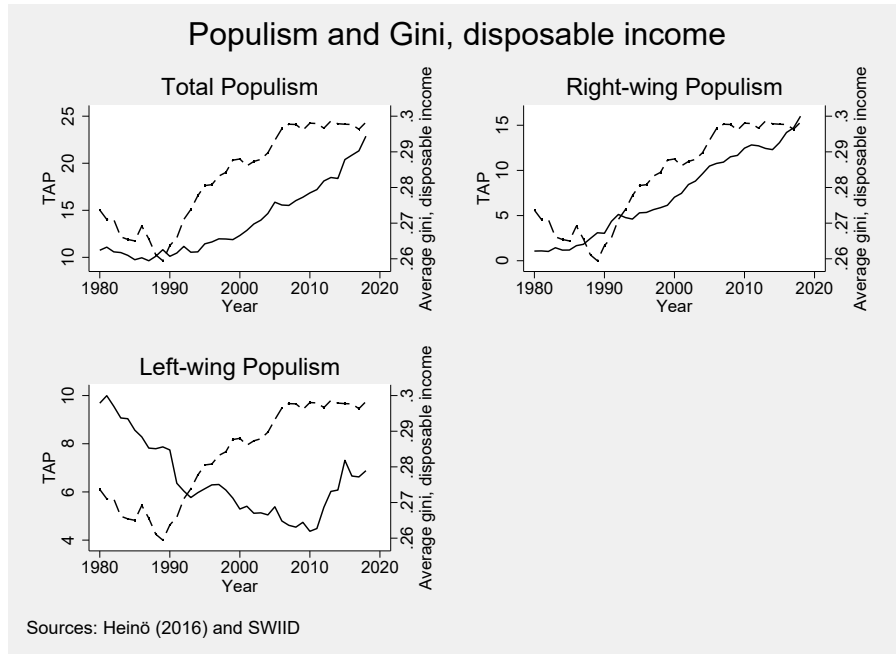 Populism and Gini, disposable income
Total Populism
TAP
25
20
15
10
.3
.29
.28
.27
.26
Average gini, disposable income
1980 1990 2000 2010 2020
Year
Right-wing Populism
TAP
15
10
5
0
.3
.29
.28
.27
.26
Average gini, disposable income
1980 1990 2000 2010 2020
Year
Left-wing Populism
TAP
10
8
6
4
.3
.29
.28
.27
.26
Average gini, disposable income
1980 1990 2000 2010 2020
Year
Sources: Heinö (2016) and SWIID